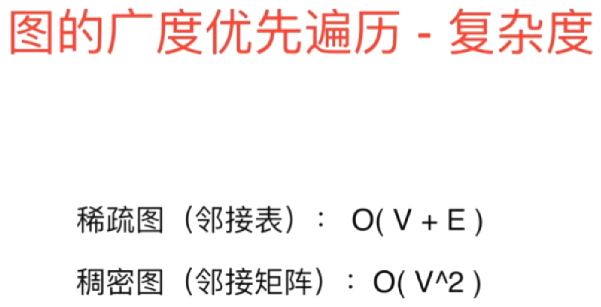 图的广度优先遍历 - 复杂度
稀疏图（邻接表）： O( V + E )
稠密图（邻接矩阵）：O( V^2 )